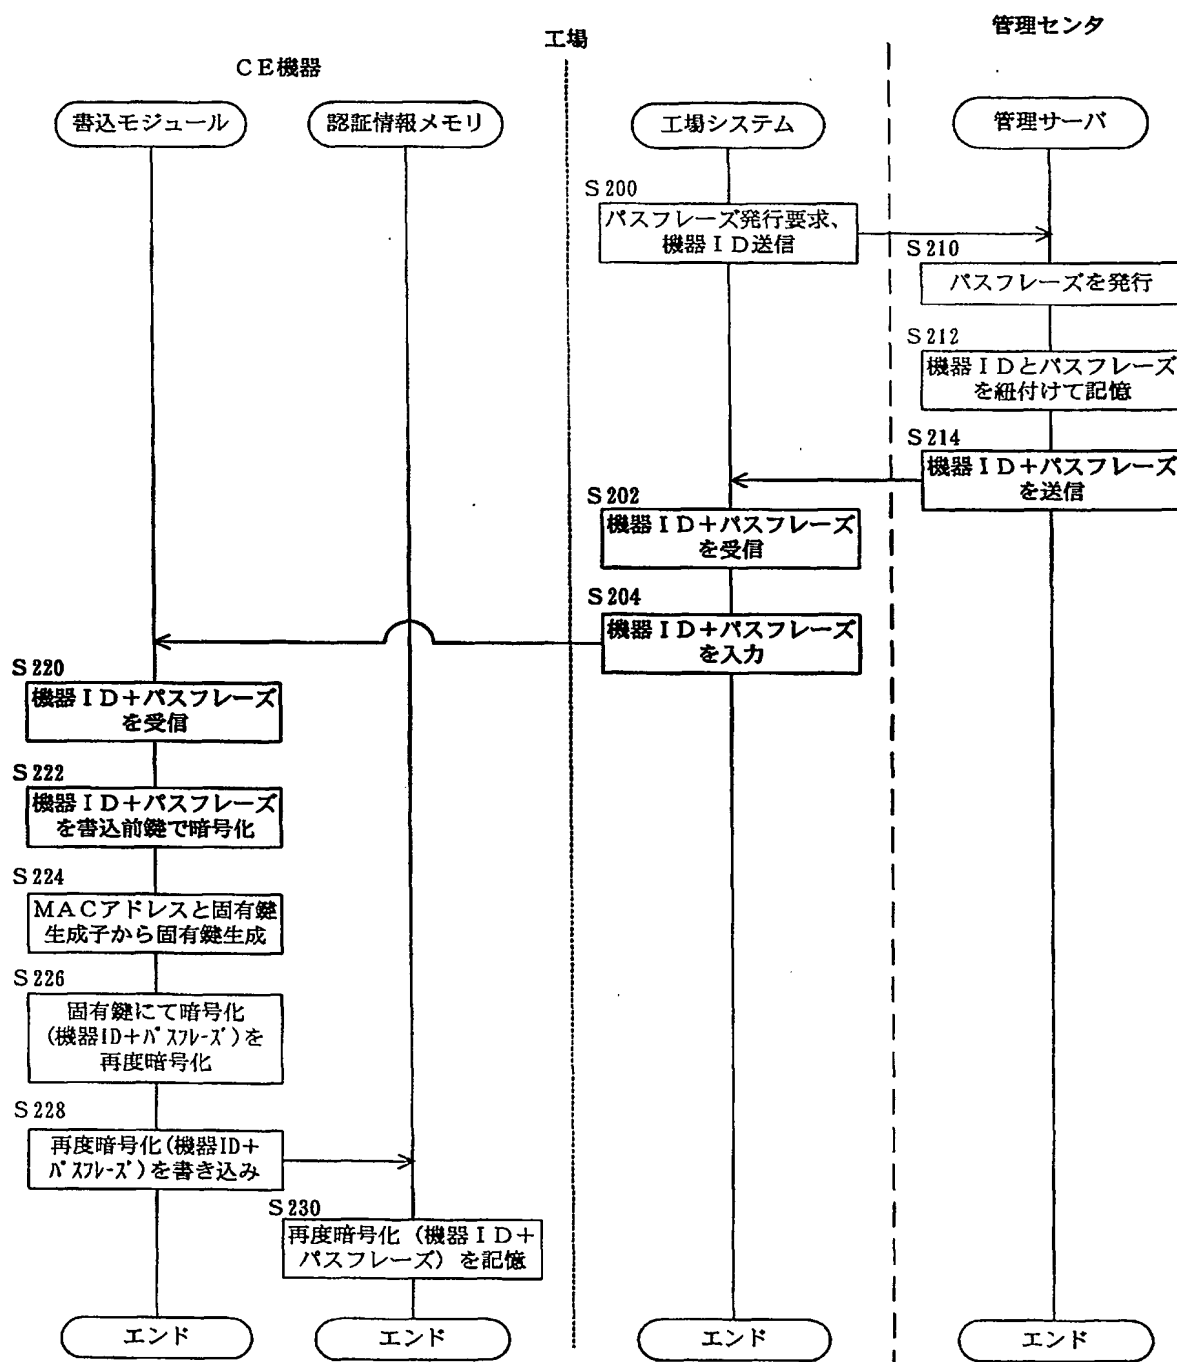 管理センタ
工場
ＣＥ機器
書込モジュール
認証情報メモリ
工場システム
管理サーバ
Ｓ200
パスフレーズ発行要求、
機器ＩＤ送信
Ｓ210
パスフレーズを発行
Ｓ212
機器ＩＤとパスフレーズ
を紐付けて記憶
Ｓ214
機器ＩＤ＋パスフレーズ
を送信
Ｓ202
機器ＩＤ＋パスフレーズ
を受信
Ｓ204
機器ＩＤ＋パスフレーズ
を入力
Ｓ220
機器ＩＤ＋パスフレーズ
を受信
Ｓ222
機器ＩＤ＋パスフレーズ
を書込前鍵で暗号化
Ｓ224
ＭＡＣアドレスと固有鍵
生成子から固有鍵生成
Ｓ226
固有鍵にて暗号化
(機器ID+ﾊﾟｽﾌﾚｰｽﾞ)を
再度暗号化
Ｓ228
再度暗号化(機器ID+
ﾊﾟｽﾌﾚｰｽﾞ)を書き込み
Ｓ230
再度暗号化（機器ＩＤ＋
パスフレーズ）を記憶
エンド
エンド
エンド
エンド